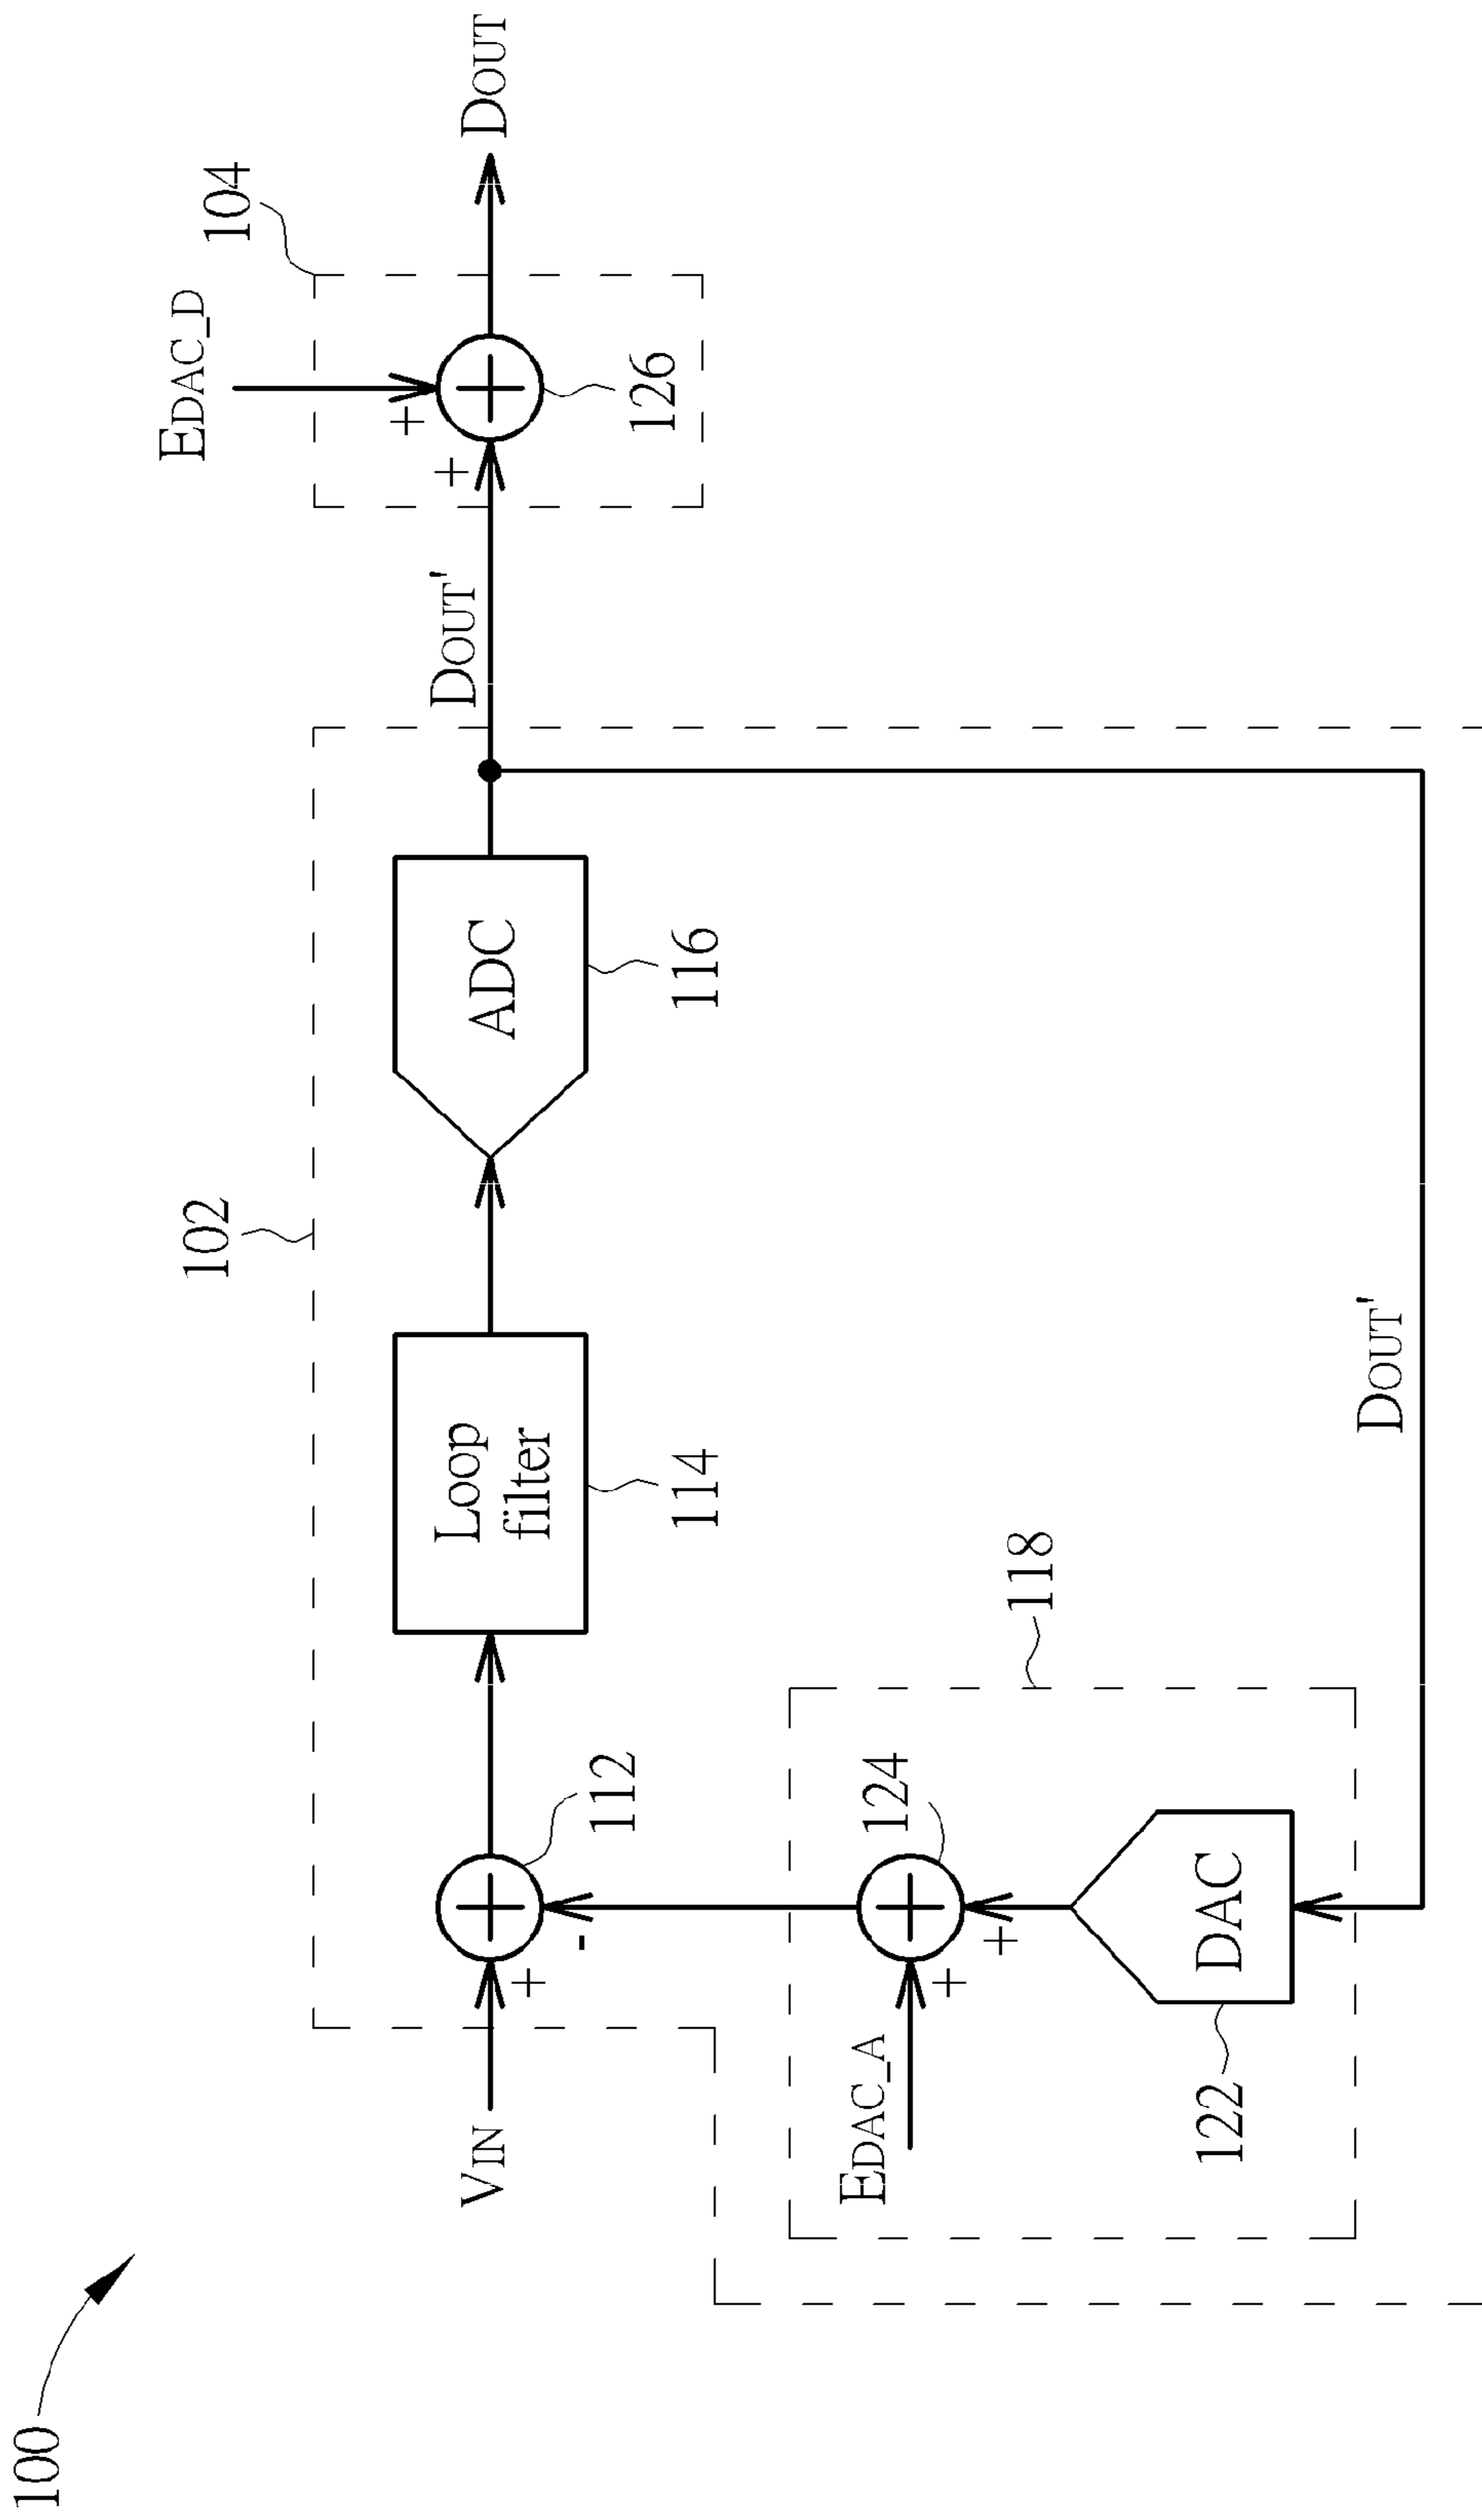 100
102
EDAC_D
104
VIN
+
-
112
Loop
filter
114
ADC
116
DOUT'
+
+
126
DOUT
118
EDAC_A
+
+
124
DAC
122
DOUT'